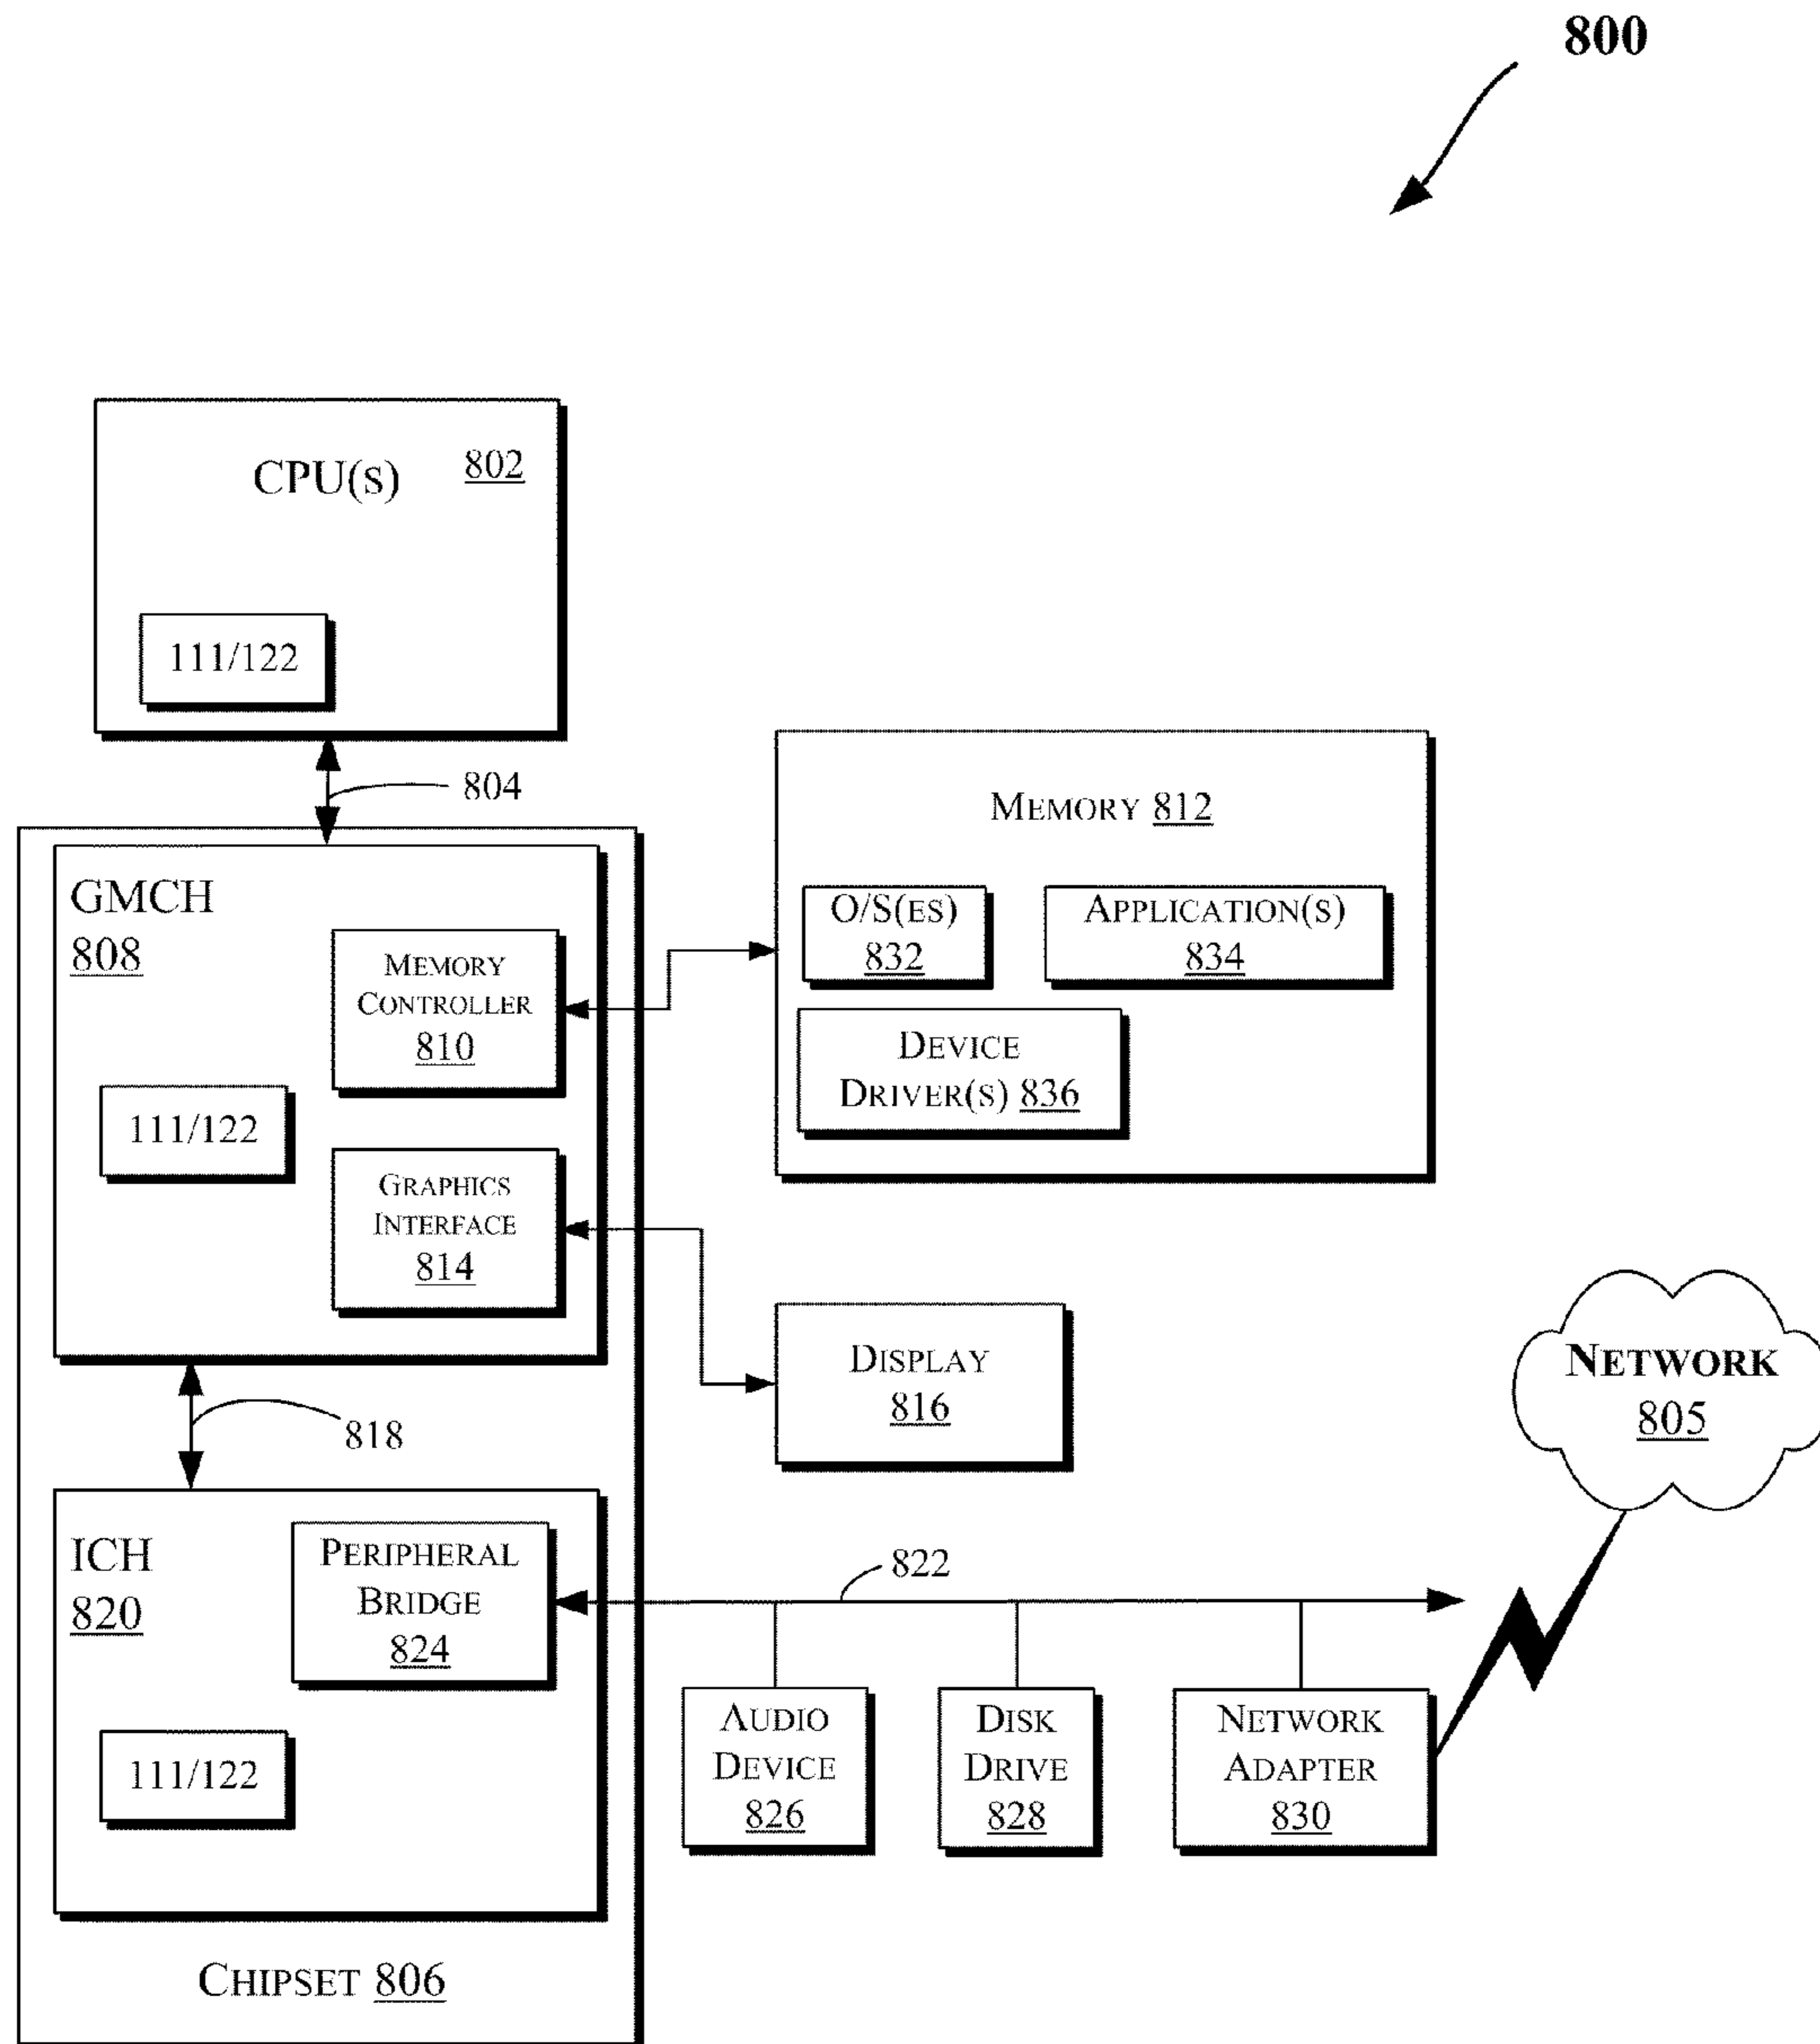 800
CPU(S) 802
111/122
804
GMCH
808
MEMORY
CONTROLLER
810
111/122
GRAPHICS
INTERFACE
814
MEMORY 812
O/S(ES)
832
APPLICATION(S)
834
DEVICE
DRIVER(S) 836
DISPLAY
816
NETWORK
805
818
ICH
820
PERIPHERAL
BRIDGE
824
111/122
822
AUDIO
DEVICE
826
DISK
DRIVE
828
NETWORK
ADAPTER
830
CHIPSET 806